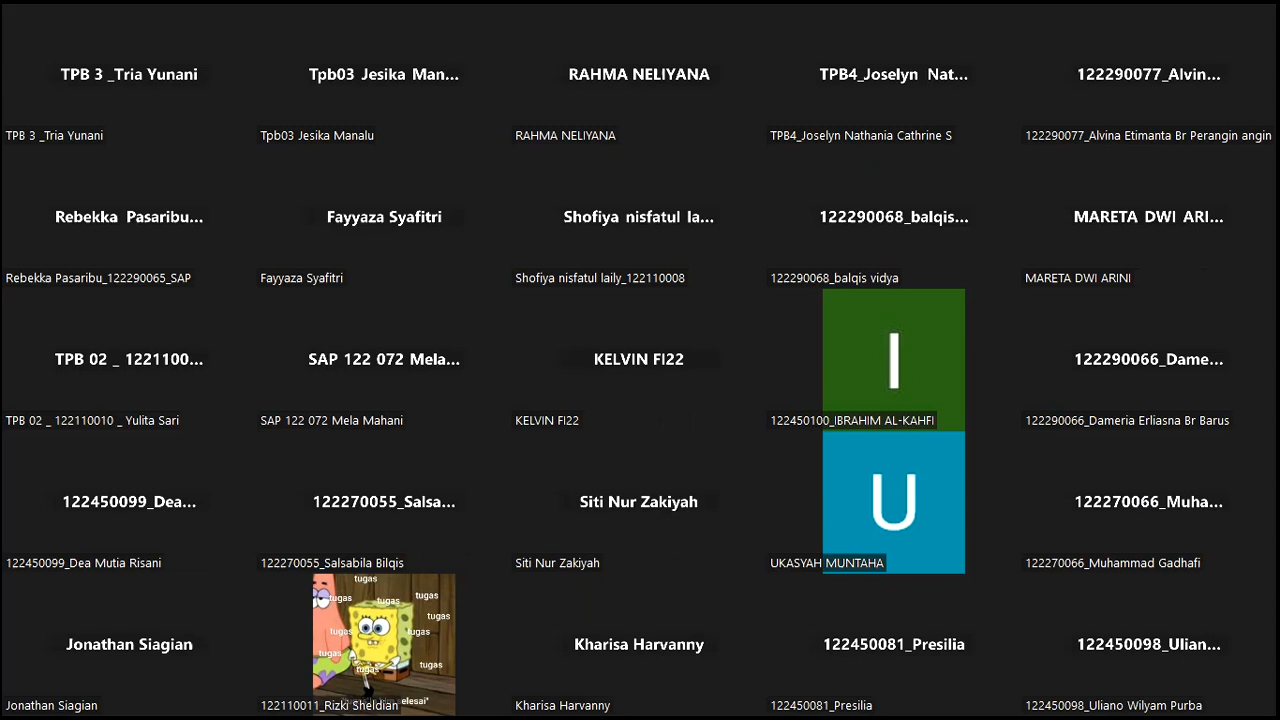 TPB 3 _Tria Yunani
Tpb03 Jesika Man...
RAHMA NELIYANA
TPB4_Joselyn Nat...
122290077_Alvin...
TPB 3 _Tria Yunani
Tpb03 Jesika Manalu
RAHMA NELIYANA
TPB4_Joselyn Nathania Cathrine S
122290077_Alvina Etimanta Br Perangin angin
Rebekka Pasaribu...
Fayyaza Syafitri
Shofiya nisfatul la...
122290068_balqis...
MARETA DWI ARI...
Rebekka Pasaribu_122290065_SAP
Fayyaza Syafitri
Shofiya nisfatul laily_122110008
122290068_balqis vidya
MARETA DWI ARINI
TPB 02 _ 1221100...
SAP 122 072 Mela...
KELVIN FI22
I
122290066_Dame...
TPB 02 _ 122110010 _ Yulita Sari
SAP 122 072 Mela Mahani
KELVIN FI22
122450100_IBRAHIM AL-KAHFI
122290066_Dameria Erliasna Br Barus
122450099_Dea...
122270055_Salsa...
Siti Nur Zakiyah
U
122270066_Muha...
122450099_Dea Mutia Risani
122270055_Salsabila Bilqis
Siti Nur Zakiyah
UKASYAH MUNTAHA
122270066_Muhammad Gadhafi
Jonathan Siagian
tugas
tugas
tugas
tugas
tugas
tugas
tugas
tugas
tugas
tugas
Kharisa Harvanny
122450081_Presilia
122450098_Ulian...
Jonathan Siagian
122110011_Rizki Sheldian
elesai*
Kharisa Harvanny
122450081_Presilia
122450098_Uliano Wilyam Purba